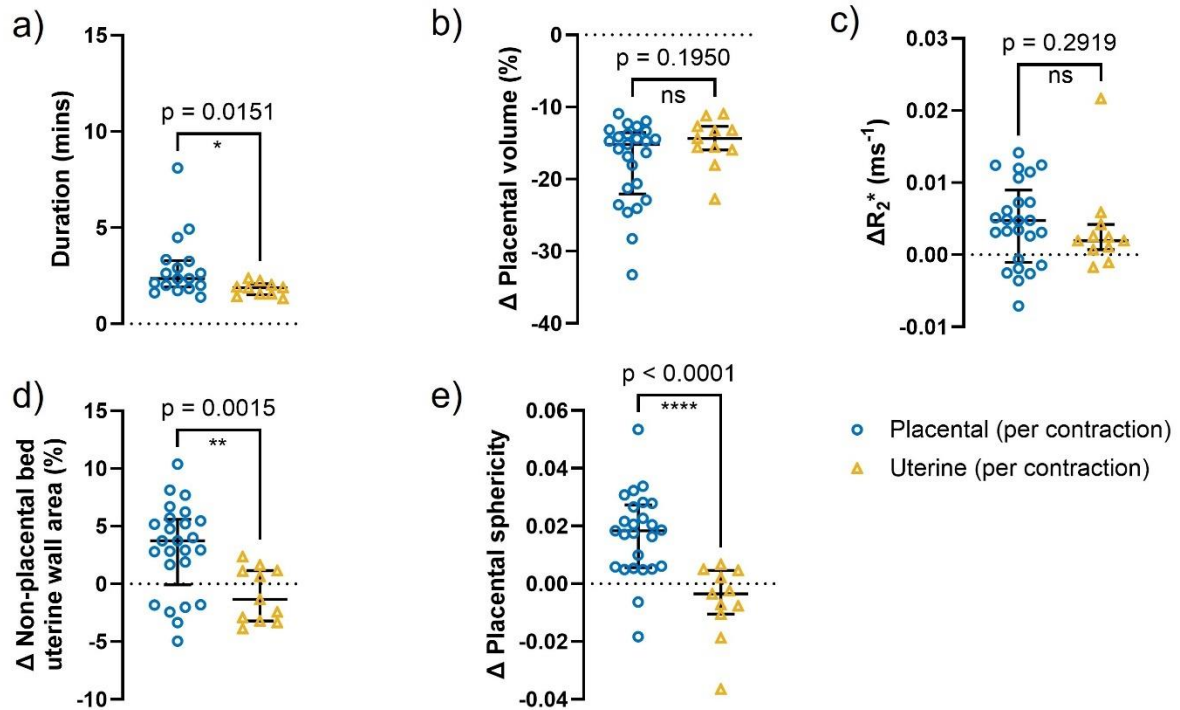 a)
15
10
5
0
Duration (mins)
p = 0.0151
*
b)
0
-10
-20
-30
-40
Δ Placental volume (%)
p = 0.1950
ns
c)
0.03
0.02
0.01
0.00
-0.01
ΔR₂* (ms⁻¹)
p = 0.2919
ns
d)
15
10
5
0
-5
-10
Δ Non-placental bed
uterine wall area (%)
p = 0.0015
**
e)
0.06
0.04
0.02
0.00
-0.02
-0.04
Δ Placental sphericity
p < 0.0001
****
Placental (per contraction)
Uterine (per contraction)